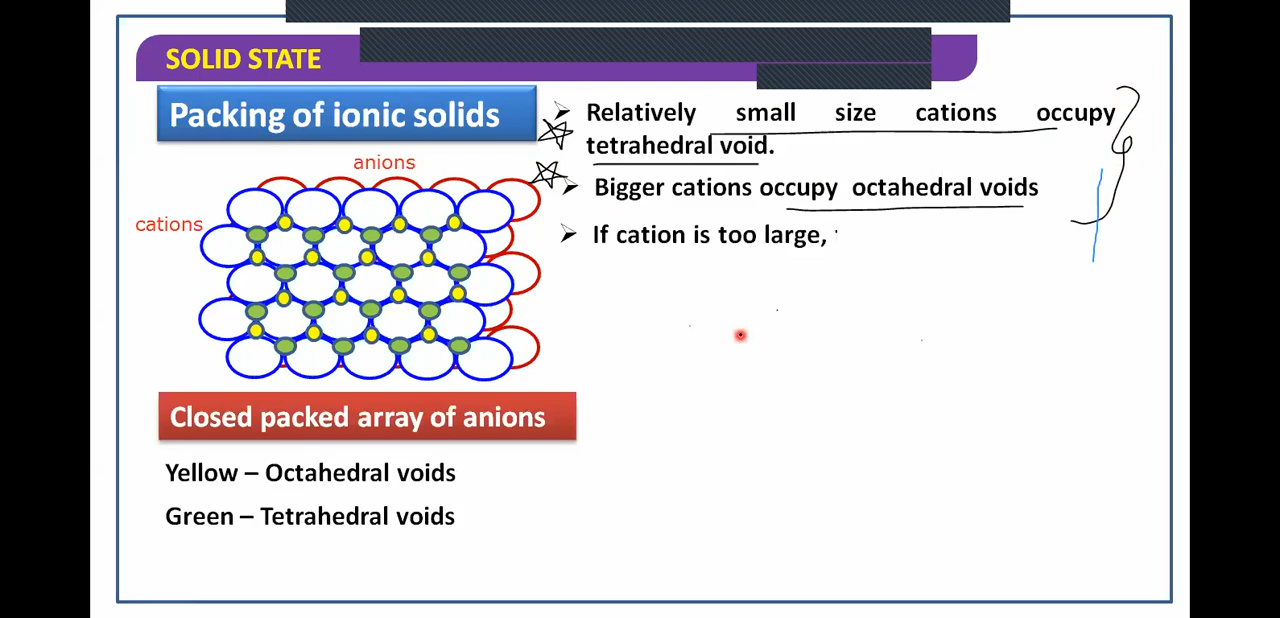 SOLID STATE
Packing of ionic solids
anions
cations
Closed packed array of anions
Yellow – Octahedral voids
Green – Tetrahedral voids
➢ Relatively small size cations occupy
tetrahedral void.
➢ Bigger cations occupy octahedral voids
➢ If cation is too large,